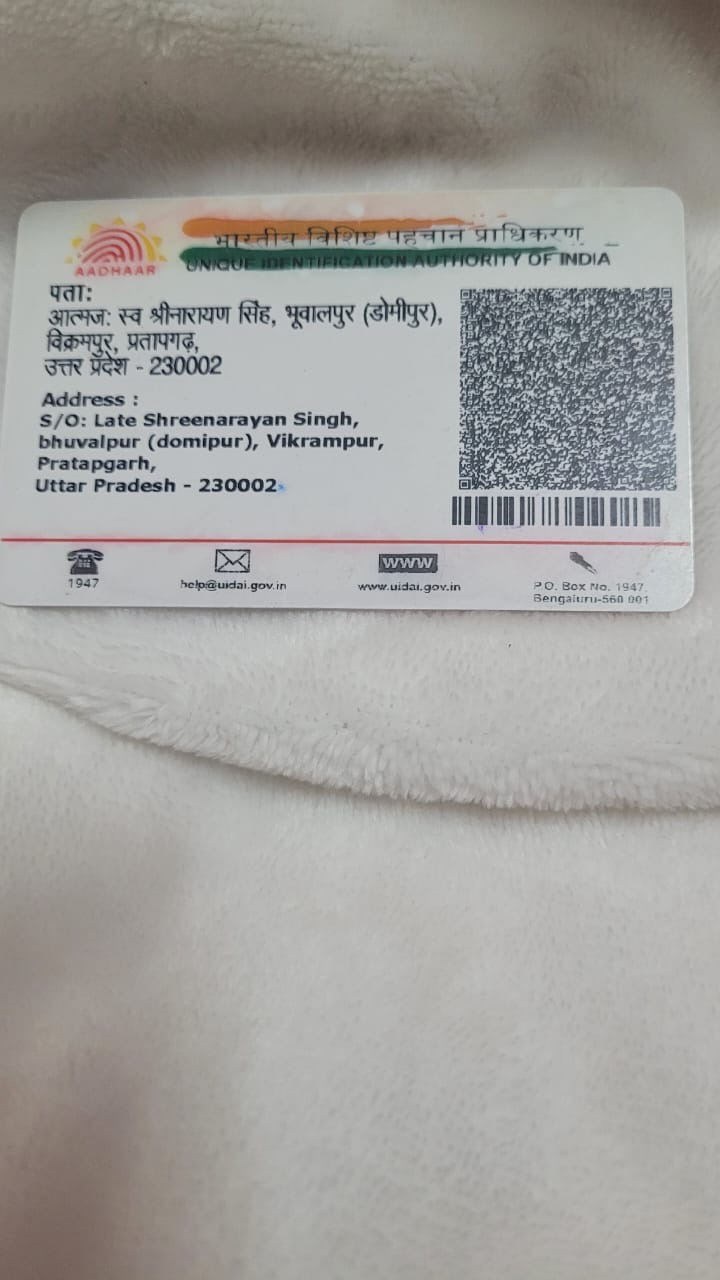 भारतीय विशिष्ट पहचान प्राधिकरण
AADHAAR
UNIQUE IDENTIFICATION AUTHORITY OF INDIA
पता:
आत्मज: स्व श्रीनारायण सिंह, भूवालपुर (डोमीपुर),
विक्रमपुर, प्रतापगढ़,
उत्तर प्रदेश - 230002
Address :
S/O: Late Shreenarayan Singh,
bhuvalpur (domipur), Vikrampur,
Pratapgarh,
Uttar Pradesh - 230002
1947
help@uidai.gov.in
www
www.uidai.gov.in
P.O. Box No. 1947,
Bengaluru-560 001